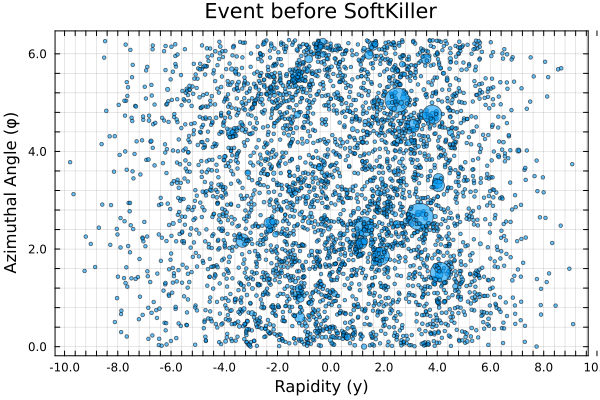 Event before SoftKiller
Azimuthal Angle (φ)
6.0
4.0
2.0
0.0
-10.0 -8.0 -6.0 -4.0 -2.0 0.0 2.0 4.0 6.0 8.0 10
Rapidity (y)